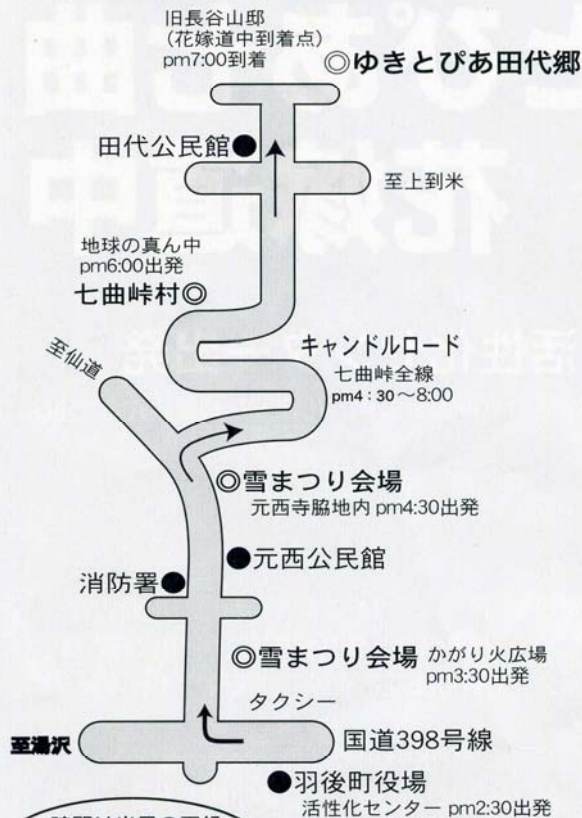 旧長谷山邸
(花嫁道中到着点)
pm7:00到着
◎ゆきとぴあ田代郷
田代公民館●
至上到米
地球の真ん中
pm6:00出発
七曲峠村◎
キャンドルロード
七曲峠全線
pm4:30〜8:00
至仙道
◎雪まつり会場
元西寺脇地内 pm4:30出発
●元西公民館
消防署●
◎雪まつり会場 かがり火広場
pm3:30出発
タクシー
至湯沢
国道398号線
●羽後町役場
活性化センター pm2:30出発